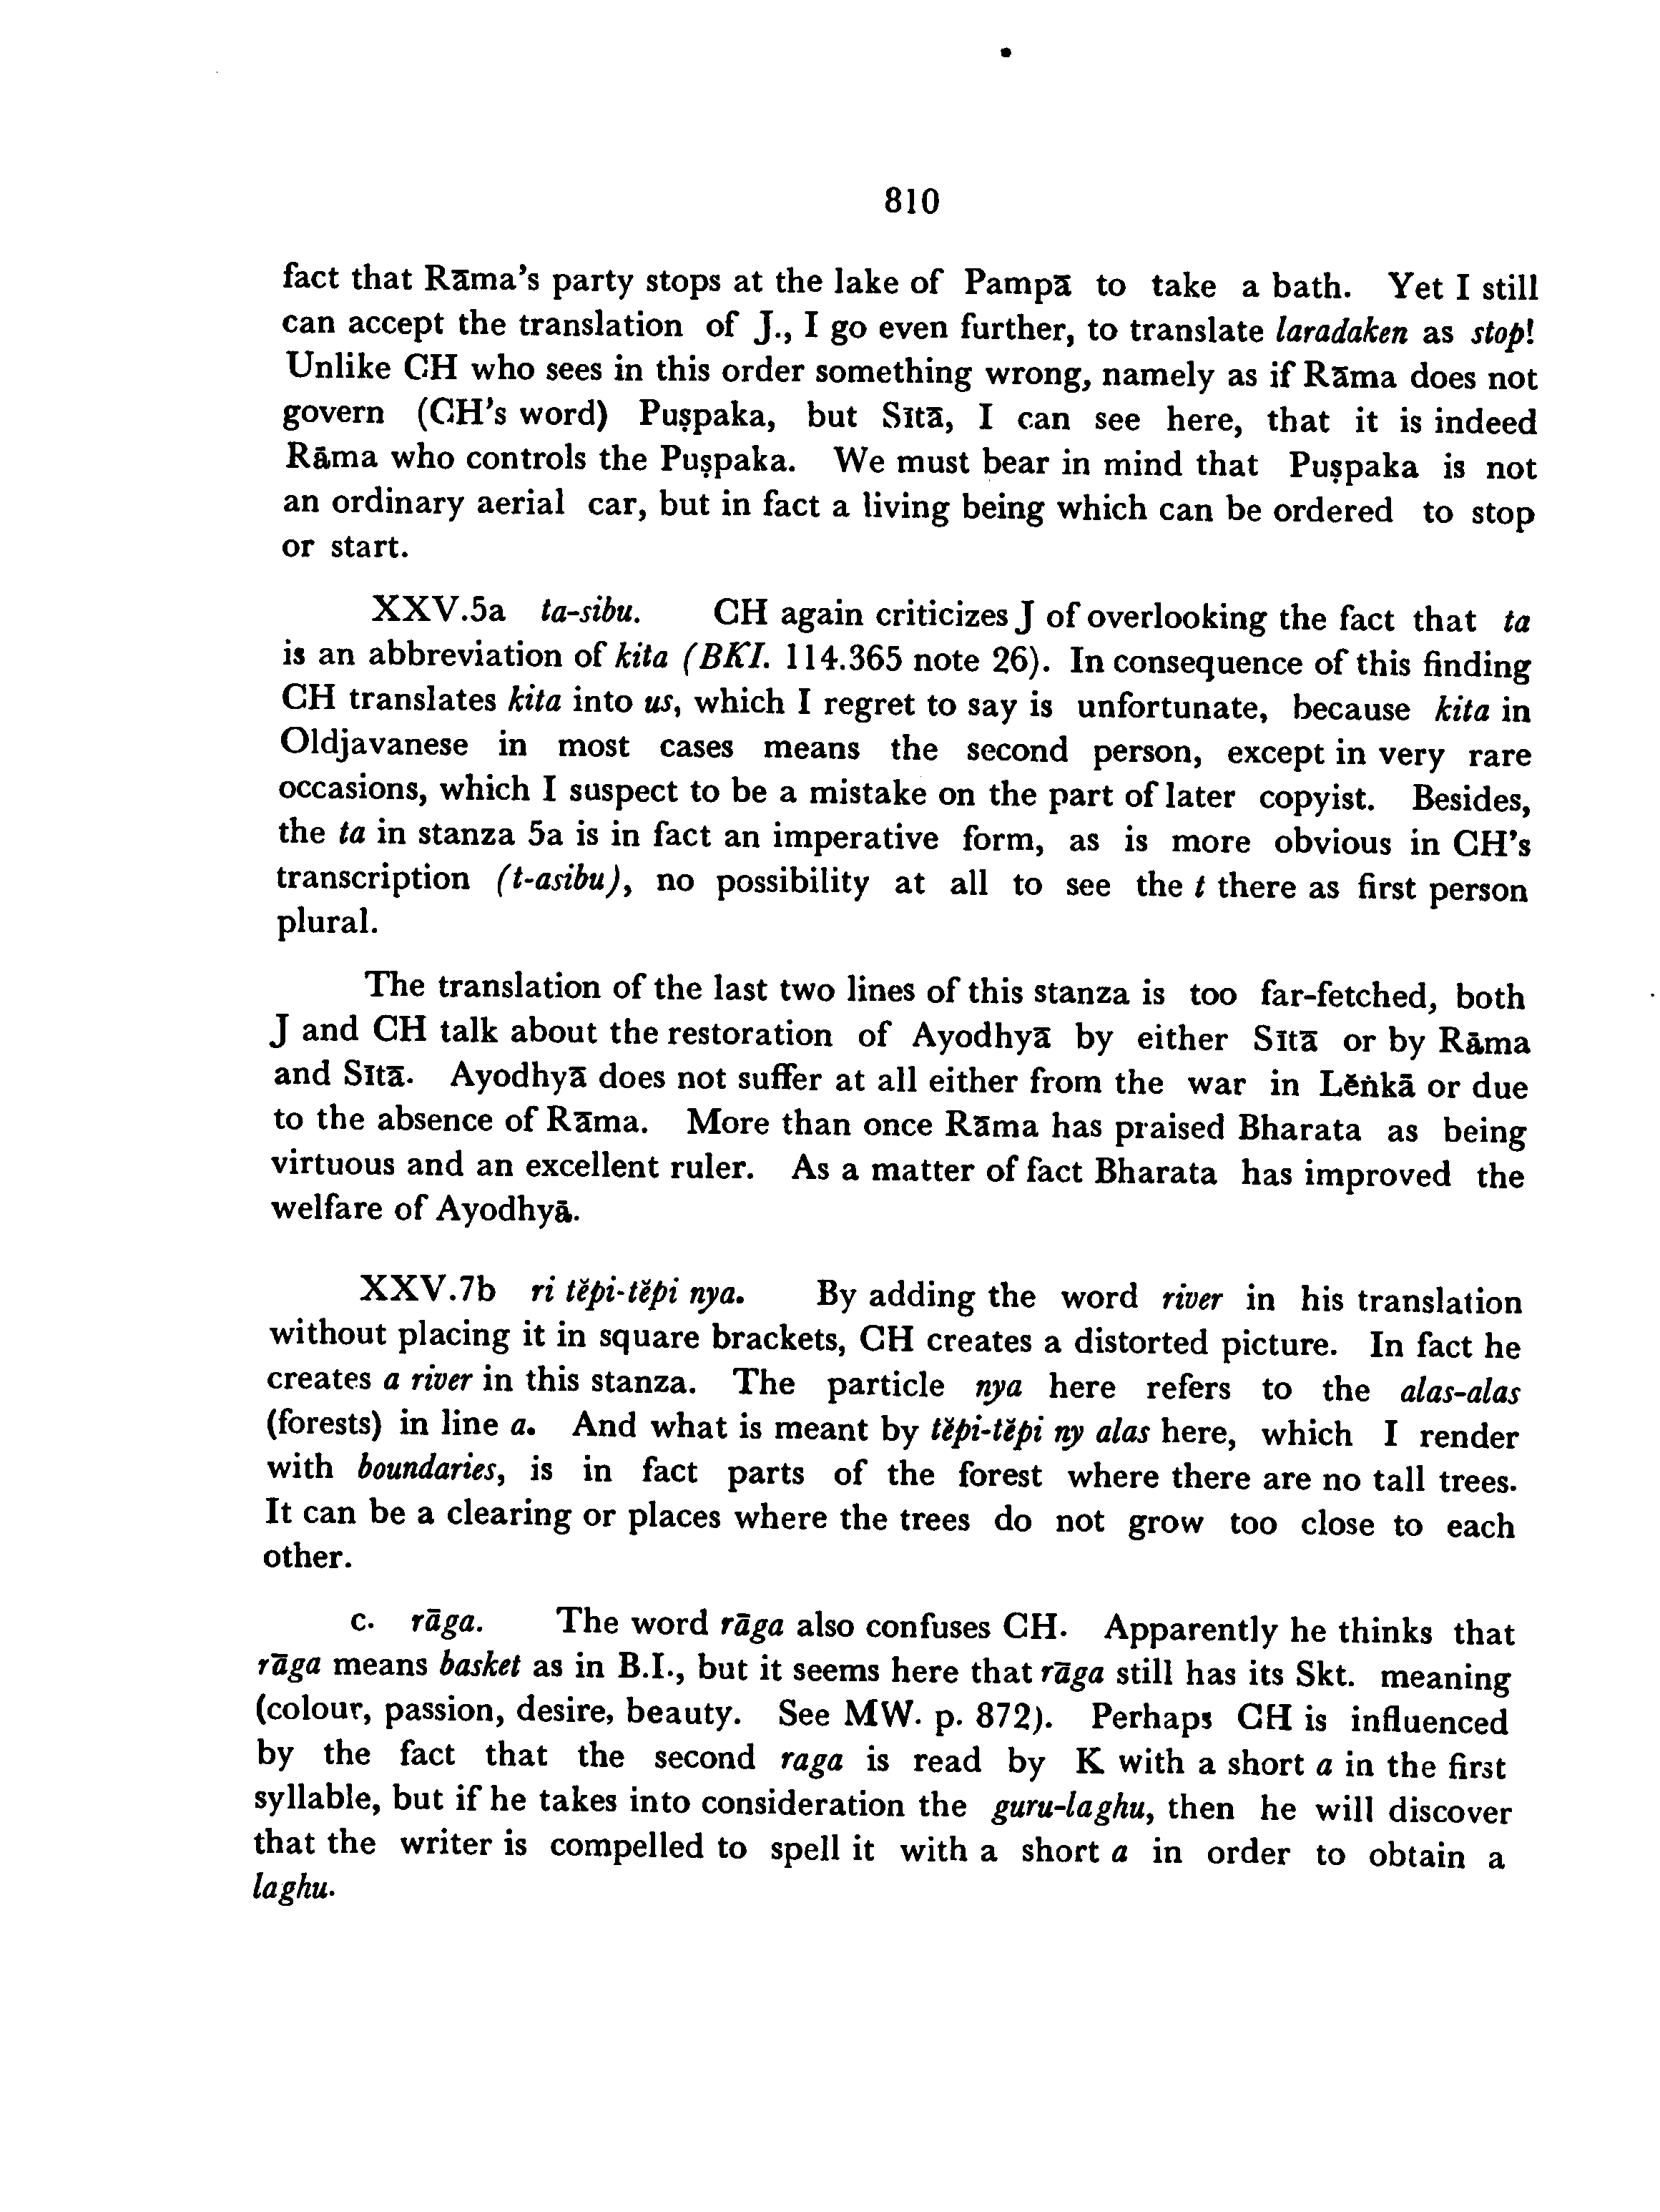 810
fact that Rāma's party stops at the lake of Pampā to take a bath. Yet I still
can accept the translation of J., I go even further, to translate laradaken as stop!
Unlike CH who sees in this order something wrong, namely as if Rāma does not
govern (CH's word) Puṣpaka, but Sītā, I can see here, that it is indeed
Rāma who controls the Puṣpaka. We must bear in mind that Puṣpaka is not
an ordinary aerial car, but in fact a living being which can be ordered to stop
or start.
XXV.5a ta-sibu. CH again criticizes J of overlooking the fact that ta
is an abbreviation of kita (BKI. 114.365 note 26). In consequence of this finding
CH translates kita into us, which I regret to say is unfortunate, because kita in
Oldjavanese in most cases means the second person, except in very rare
occasions, which I suspect to be a mistake on the part of later copyist. Besides,
the ta in stanza 5a is in fact an imperative form, as is more obvious in CH's
transcription (t-asibu), no possibility at all to see the t there as first person
plural.
The translation of the last two lines of this stanza is too far-fetched, both
J and CH talk about the restoration of Ayodhyā by either Sītā or by Rāma
and Sītā. Ayodhyā does not suffer at all either from the war in Lĕṅkā or due
to the absence of Rāma. More than once Rāma has praised Bharata as being
virtuous and an excellent ruler. As a matter of fact Bharata has improved the
welfare of Ayodhyā.
XXV.7b ri tĕpi-tĕpi nya. By adding the word river in his translation
without placing it in square brackets, CH creates a distorted picture. In fact he
creates a river in this stanza. The particle nya here refers to the alas-alas
(forests) in line a. And what is meant by tĕpi-tĕpi ny alas here, which I render
with boundaries, is in fact parts of the forest where there are no tall trees.
It can be a clearing or places where the trees do not grow too close to each
other.
c. rāga. The word rāga also confuses CH. Apparently he thinks that
rāga means basket as in B.I., but it seems here that rāga still has its Skt. meaning
(colour, passion, desire, beauty. See MW. p. 872). Perhaps CH is influenced
by the fact that the second raga is read by K with a short a in the first
syllable, but if he takes into consideration the guru-laghu, then he will discover
that the writer is compelled to spell it with a short a in order to obtain a
laghu.